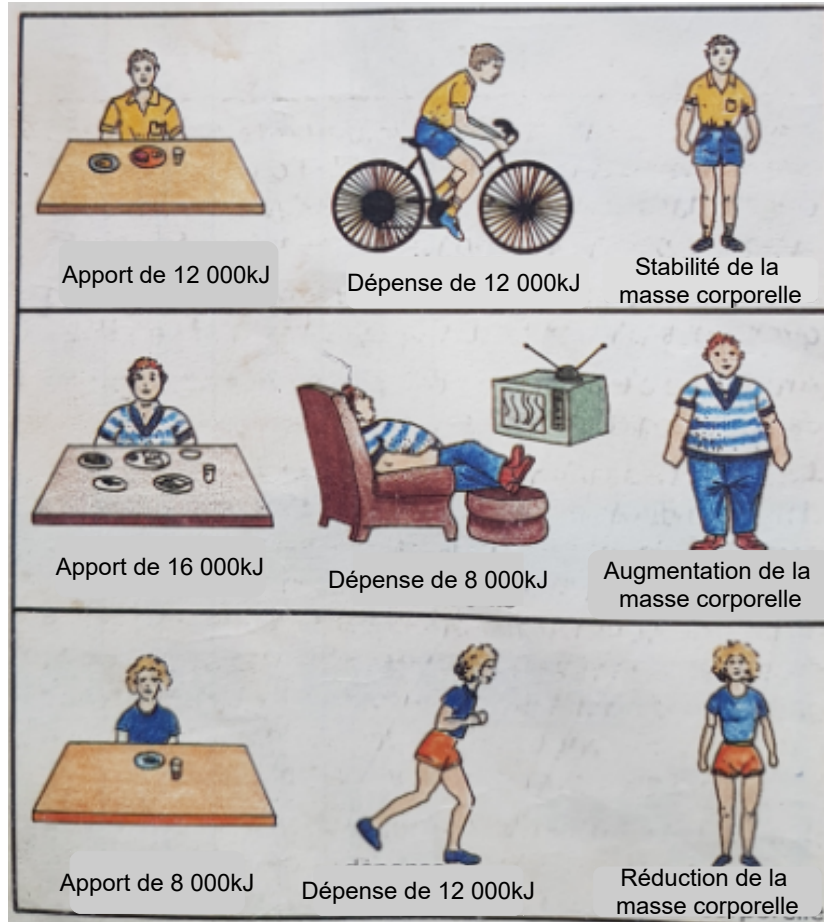 Apport de 12 000kJ
Dépense de 12 000kJ
Stabilité de la
masse corporelle
Apport de 16 000kJ
Dépense de 8 000kJ
Augmentation de la
masse corporelle
Apport de 8 000kJ
Dépense de 12 000kJ
Réduction de la
masse corporelle